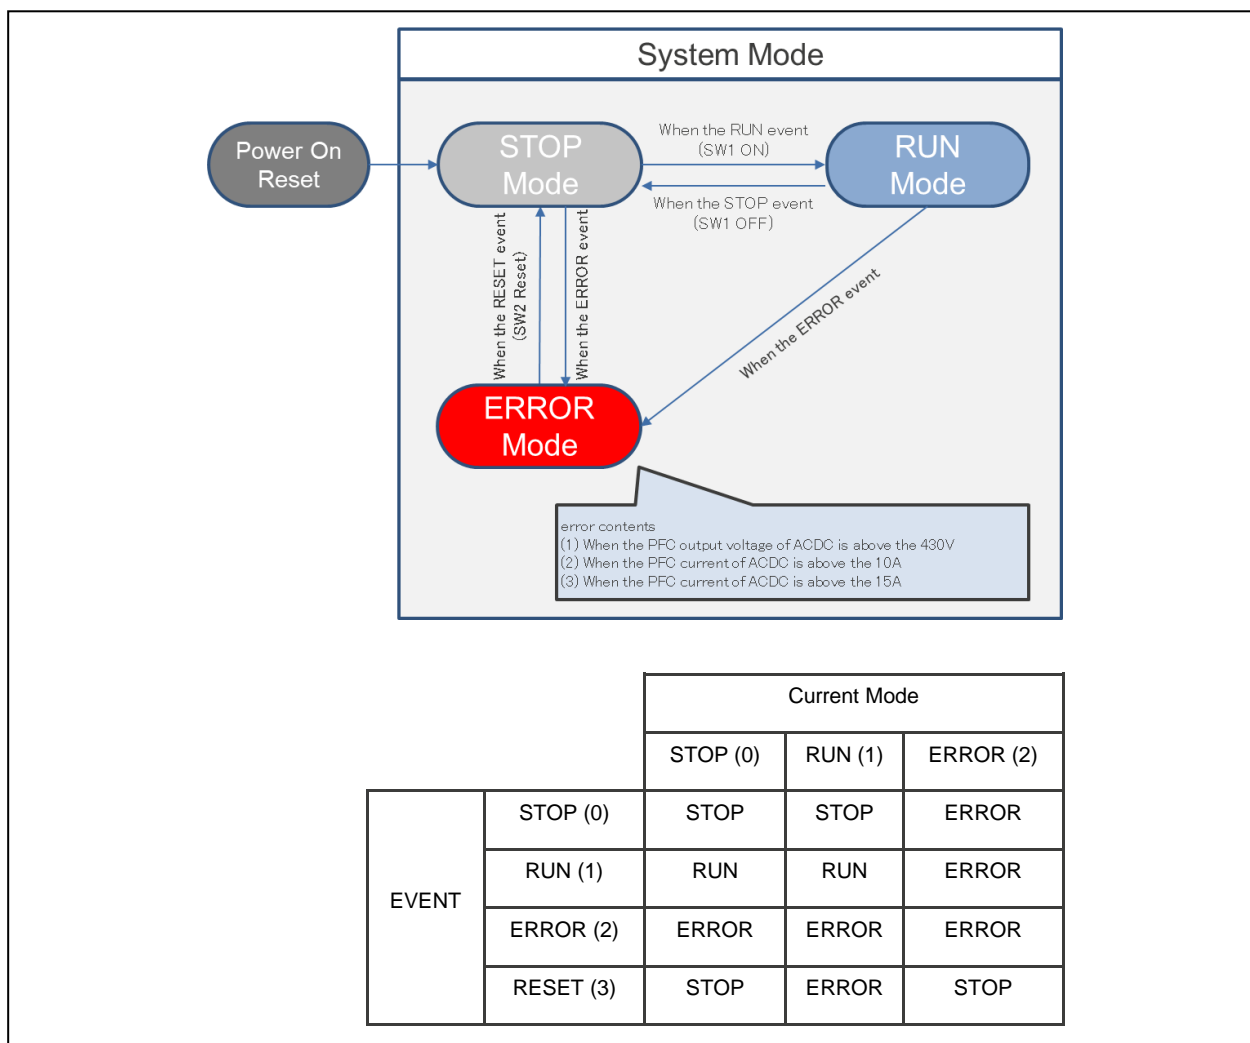 System Mode
Power On
Reset
STOP
Mode
When the RUN event
(SW1 ON)
RUN
Mode
When the STOP event
(SW1 OFF)
When the RESET event
(SW2 Reset)
When the ERROR event
When the ERROR event
ERROR
Mode
error contents
(1) When the PFC output voltage of ACDC is above the 430V
(2) When the PFC current of ACDC is above the 10A
(3) When the PFC current of ACDC is above the 15A
Current Mode
STOP (0) RUN (1) ERROR (2)
EVENT
STOP (0) STOP STOP ERROR
RUN (1) RUN RUN ERROR
ERROR (2) ERROR ERROR ERROR
RESET (3) STOP ERROR STOP